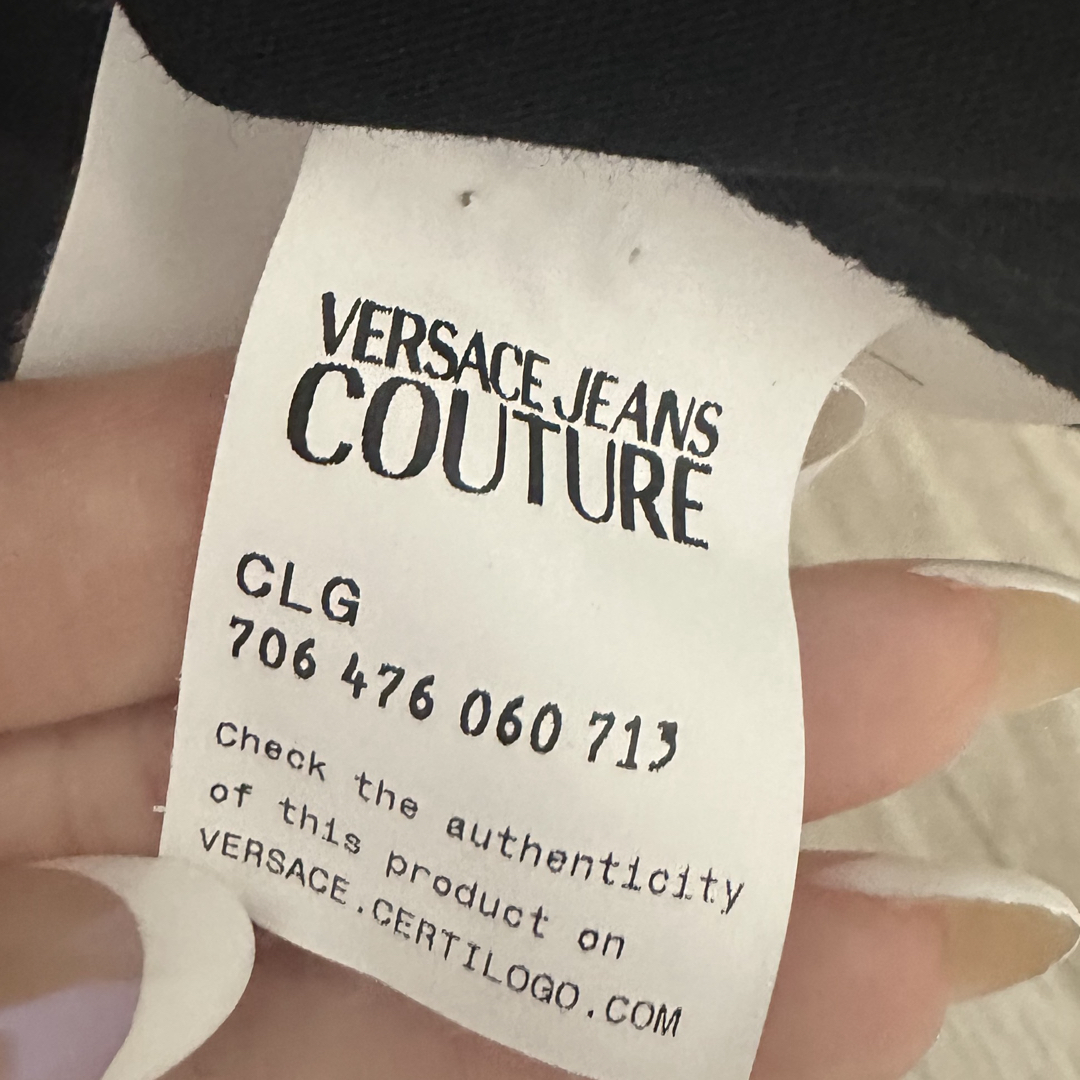 VERSACE JEANS
COUTURE
CLG
706 476 060 713
Check the authenticity
of this product on
VERSACE.CERTILOGO.COM